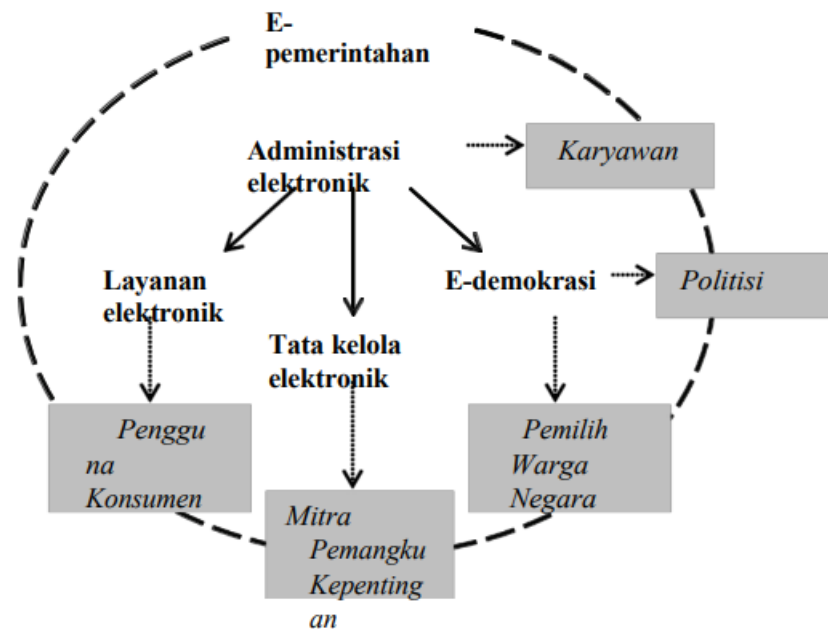 E-
pemerintahan
Administrasi
elektronik
Karyawan
Layanan
elektronik
E-demokrasi
Politisi
Tata kelola
elektronik
Penggu
na
Konsumen
Pemilih
Warga
Negara
Mitra
Pemangku
Kepenting
an